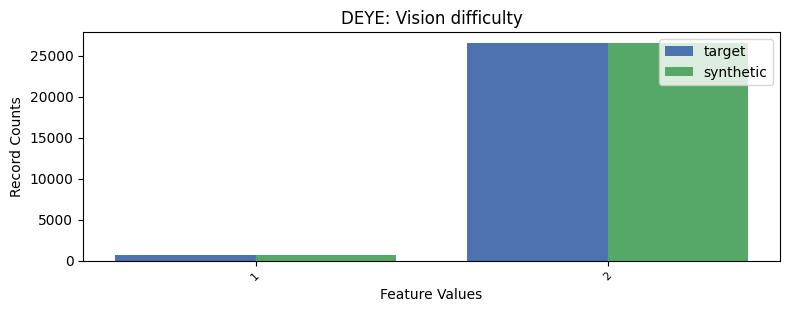 DEYE: Vision difficulty
target
synthetic
25000
20000
15000
10000
5000
0
Record Counts
1
2
Feature Values